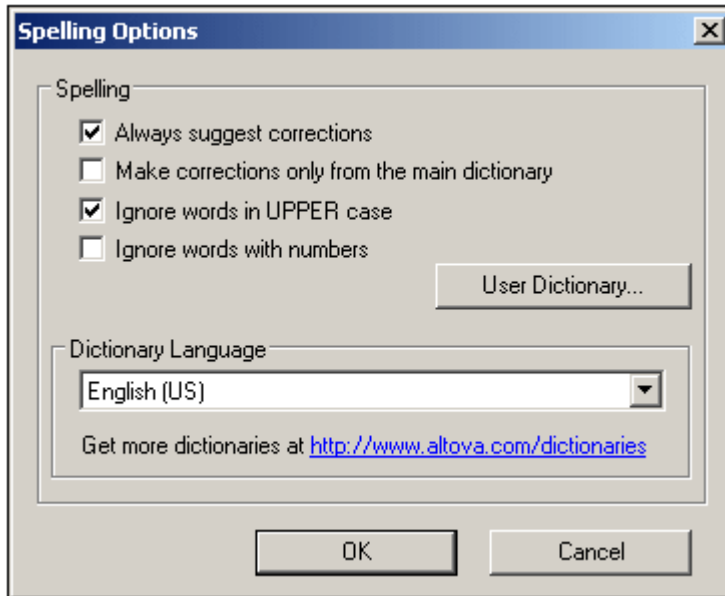 Spelling Options
Spelling
Always suggest corrections
Make corrections only from the main dictionary
Ignore words in UPPER case
Ignore words with numbers
User Dictionary...
Dictionary Language
English (US)
Get more dictionaries at http://www.altova.com/dictionaries
OK
Cancel